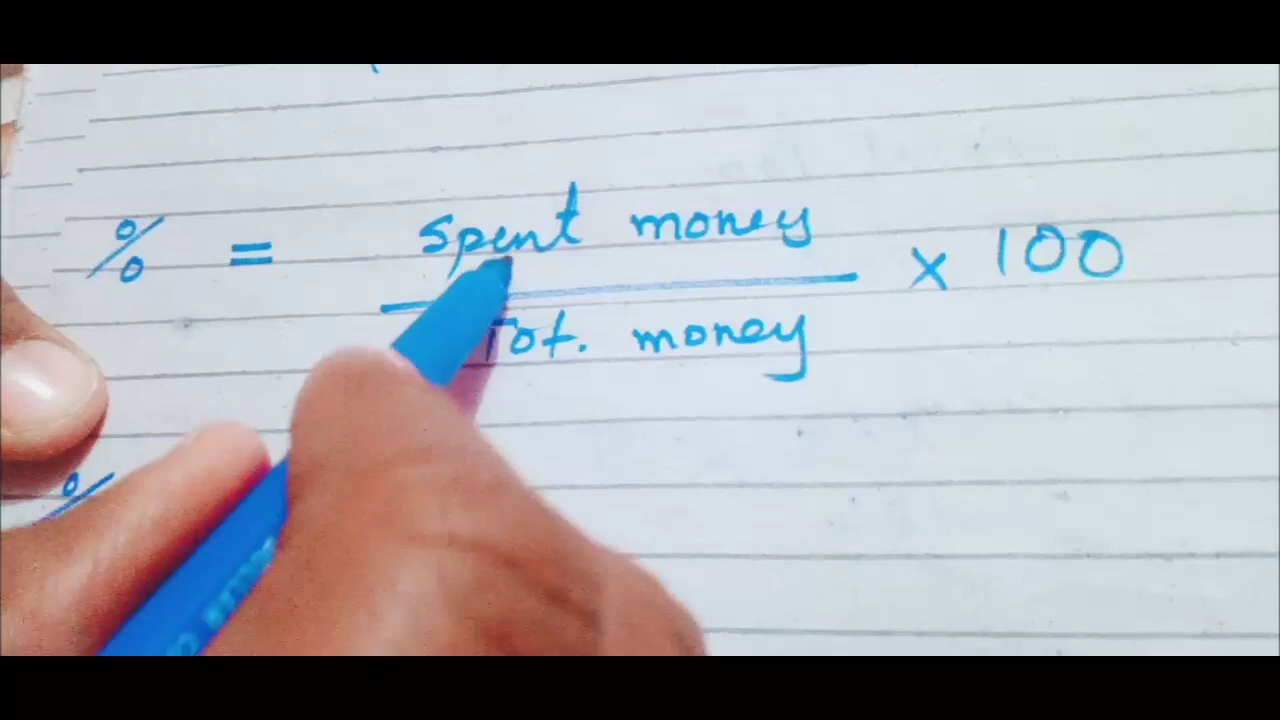 % = spent money / Tot. money × 100
%